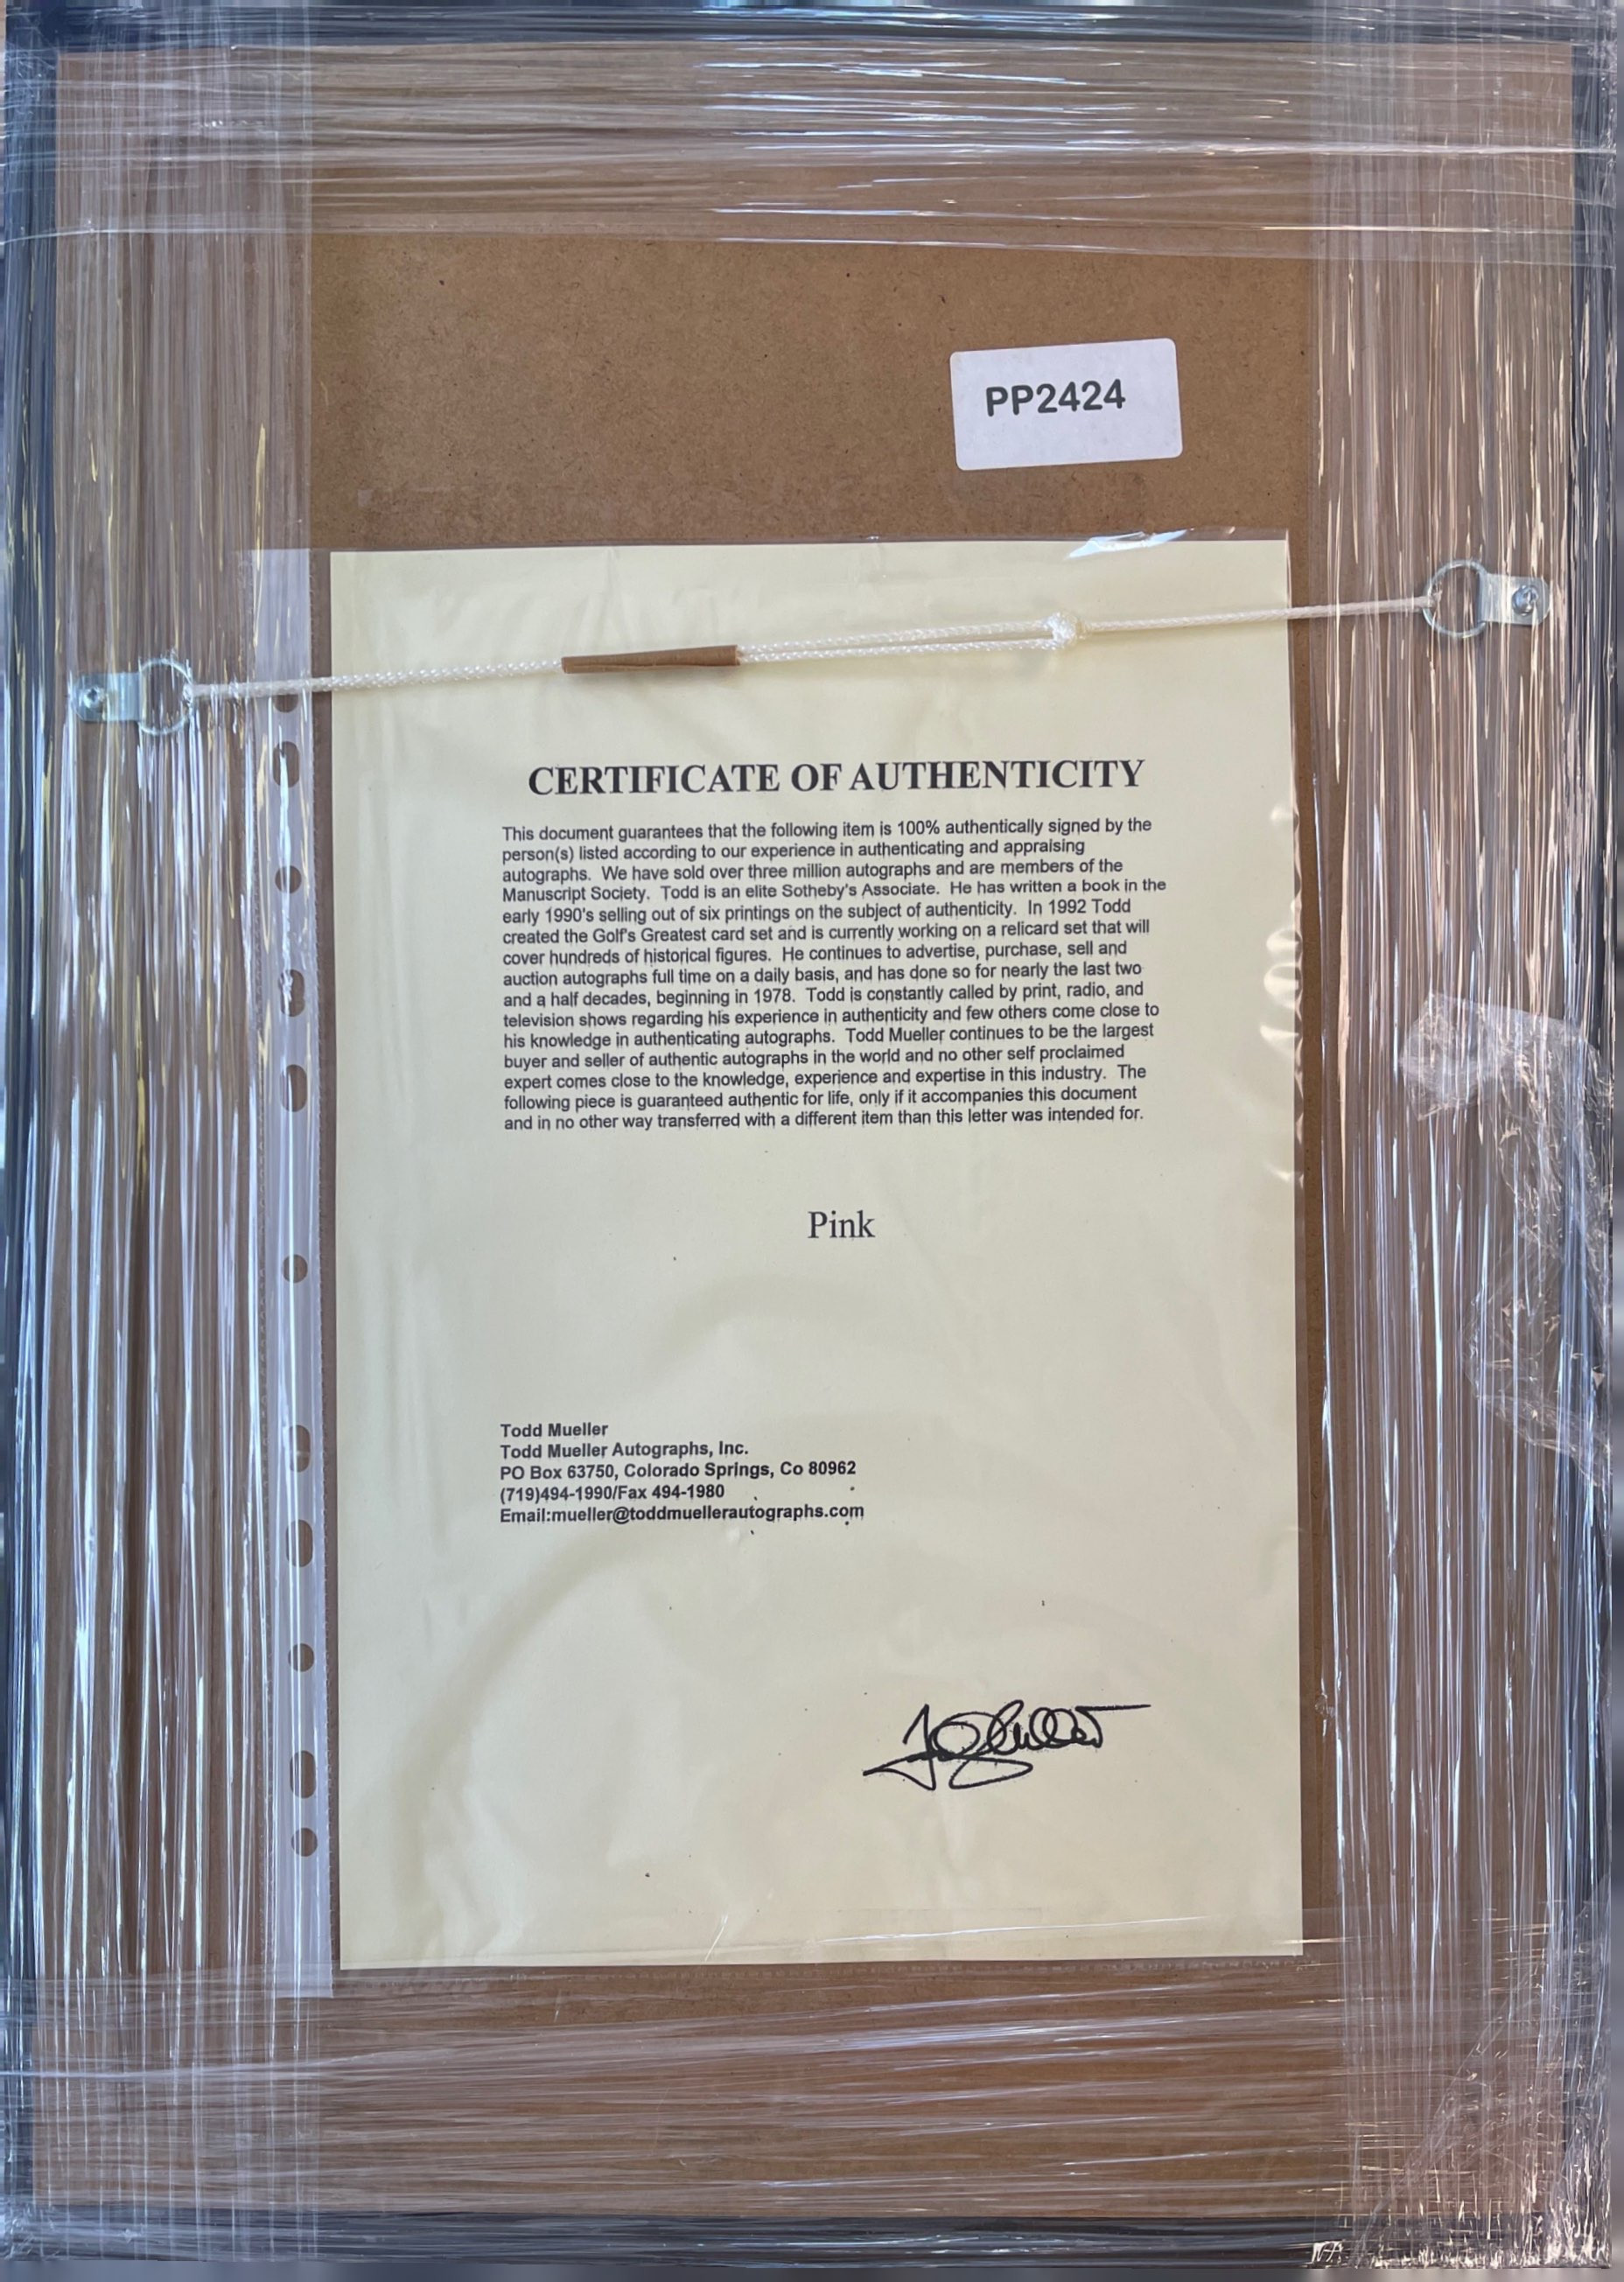 PP2424
CERTIFICATE OF AUTHENTICITY
This document guarantees that the following item is 100% authentically signed by the
person(s) listed according to our experience in authenticating and appraising
autographs. We have sold over three million autographs and are members of the
Manuscript Society. Todd is an elite Sotheby's Associate. He has written a book in the
early 1990's selling out of six printings on the subject of authenticity. In 1992 Todd
created the Golf's Greatest card set and is currently working on a relicard set that will
cover hundreds of historical figures. He continues to advertise, purchase, sell and
auction autographs full time on a daily basis, and has done so for nearly the last two
and a half decades, beginning in 1978. Todd is constantly called by print, radio, and
television shows regarding his experience in authenticity and few others come close to
his knowledge in authenticating autographs. Todd Mueller continues to be the largest
buyer and seller of authentic autographs in the world and no other self proclaimed
expert comes close to the knowledge, experience and expertise in this industry. The
following piece is guaranteed authentic for life, only if it accompanies this document
and in no other way transferred with a different item than this letter was intended for.
Pink
Todd Mueller
Todd Mueller Autographs, Inc.
PO Box 63750, Colorado Springs, Co 80962
(719)494-1990/Fax 494-1980
Email:mueller@toddmuellerautographs.com